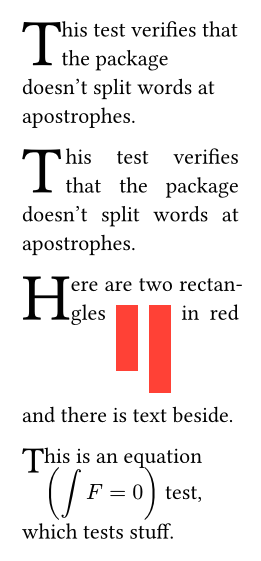 This test verifies that
the package
doesn’t split words at
apostrophes.
This test verifies
that the package
doesn’t split words at
apostrophes.
Here are two rectan-
gles in red
and there is text beside.
This is an equation
(∫ F = 0) test,
which tests stuff.